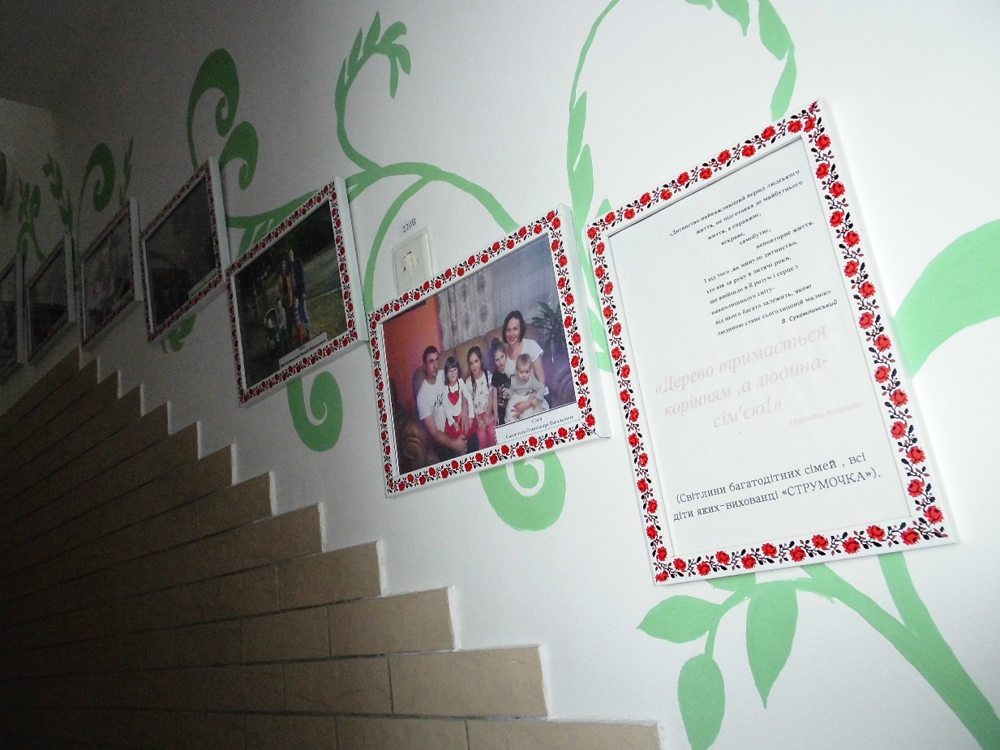 220В
«Дитинство-найважливіший період людського
життя, не підготовка до майбутнього
життя, а справжнє,
яскраве,
самобутнє,
неповторне життя.
І від того ,як минуло дитинство,
хто вів за руку в дитячі роки,
що ввійшло в її розум і серце з
навколишнього світу-
від цього багато залежить, якою
людиною стане сьогоднішній малюк»
В. Сухомлинський
«Дерево тримається
корінням ,а людина-
сім'єю!»
Народна мудрість
(Світлини багатодітних сімей , всі
діти яких-вихованці «СТРУМОЧКА»).
Сім'я